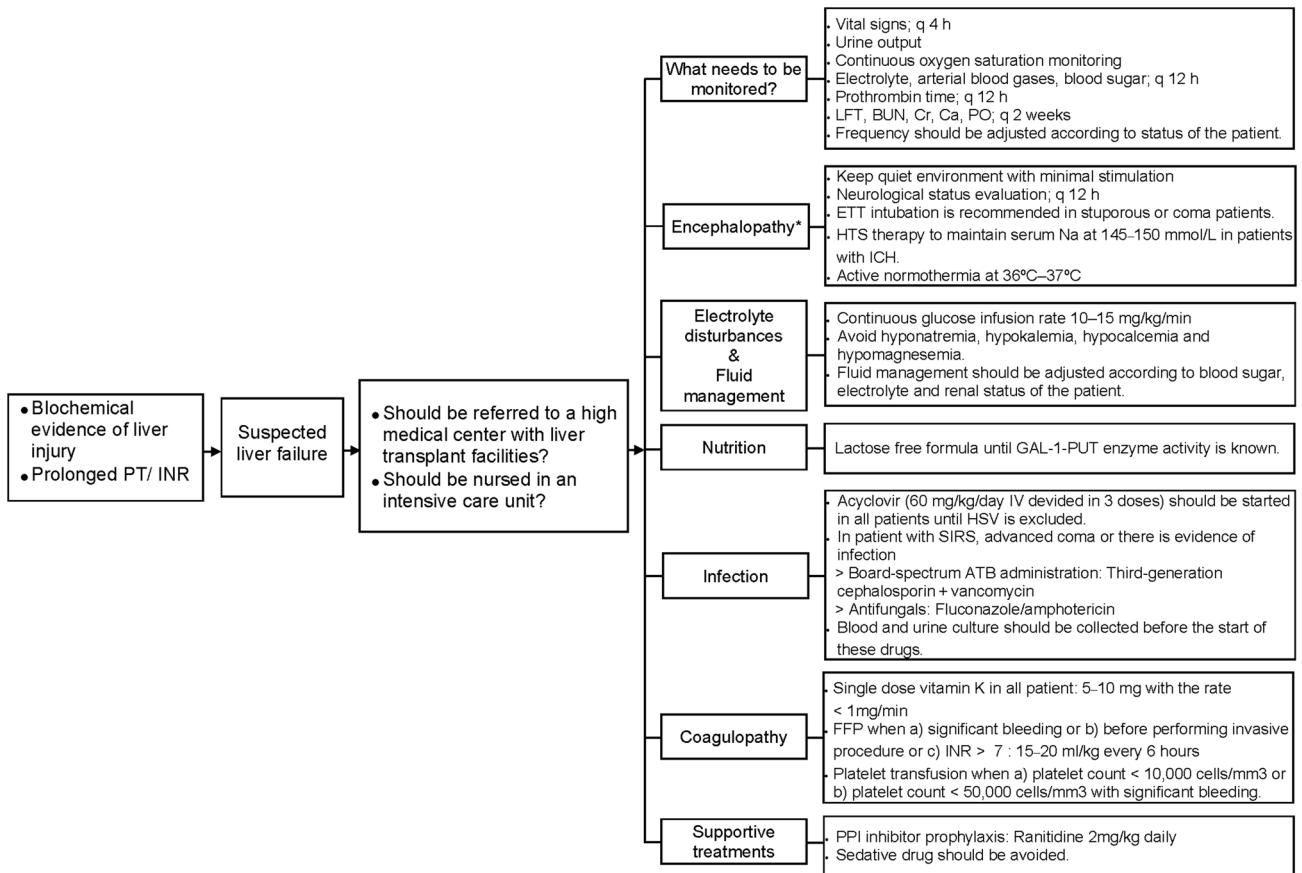 • Blochemical
evidence of liver
injury
• Prolonged PT/ INR
Suspected
liver failure
• Should be referred to a high
medical center with liver
transplant facilities?
• Should be nursed in an
intensive care unit?
What needs to be
monitored?
. Vital signs; q 4 h
. Urine output
. Continuous oxygen saturation monitoring
. Electrolyte, arterial blood gases, blood sugar; q 12 h
. Prothrombin time; q 12 h
. LFT, BUN, Cr, Ca, PO; q 2 weeks
. Frequency should be adjusted according to status of the patient.
Encephalopathy*
. Keep quiet environment with minimal stimulation
. Neurological status evaluation; q 12 h
. ETT intubation is recommended in stuporous or coma patients.
. HTS therapy to maintain serum Na at 145–150 mmol/L in patients
with ICH.
. Active normothermia at 36ºC–37ºC
Electrolyte
disturbances
&
Fluid
management
. Continuous glucose infusion rate 10–15 mg/kg/min
. Avoid hyponatremia, hypokalemia, hypocalcemia and
hypomagnesemia.
. Fluid management should be adjusted according to blood sugar,
electrolyte and renal status of the patient.
Nutrition
Lactose free formula until GAL-1-PUT enzyme activity is known.
Infection
. Acyclovir (60 mg/kg/day IV devided in 3 doses) should be started
in all patients until HSV is excluded.
. In patient with SIRS, advanced coma or there is evidence of
infection
> Board-spectrum ATB administration: Third-generation
cephalosporin + vancomycin
> Antifungals: Fluconazole/amphotericin
. Blood and urine culture should be collected before the start of
these drugs.
Coagulopathy
. Single dose vitamin K in all patient: 5–10 mg with the rate
< 1mg/min
. FFP when a) significant bleeding or b) before performing invasive
procedure or c) INR > 7 : 15–20 ml/kg every 6 hours
. Platelet transfusion when a) platelet count < 10,000 cells/mm3 or
b) platelet count < 50,000 cells/mm3 with significant bleeding.
Supportive
treatments
. PPI inhibitor prophylaxis: Ranitidine 2mg/kg daily
. Sedative drug should be avoided.